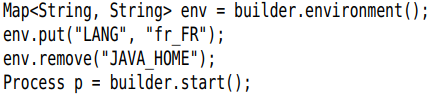 Map<String, String> env = builder.environment();
env.put("LANG", "fr_FR");
env.remove("JAVA_HOME");
Process p = builder.start();